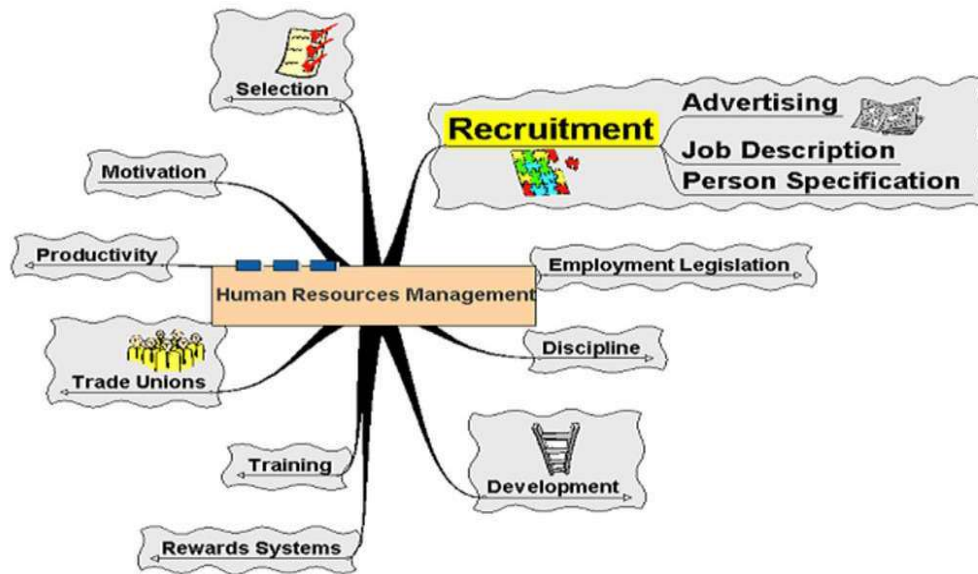 Selection
Recruitment
Advertising
Job Description
Person Specification
Motivation
Productivity
Employment Legislation
Human Resources Management
Discipline
Trade Unions
Training
Development
Rewards Systems